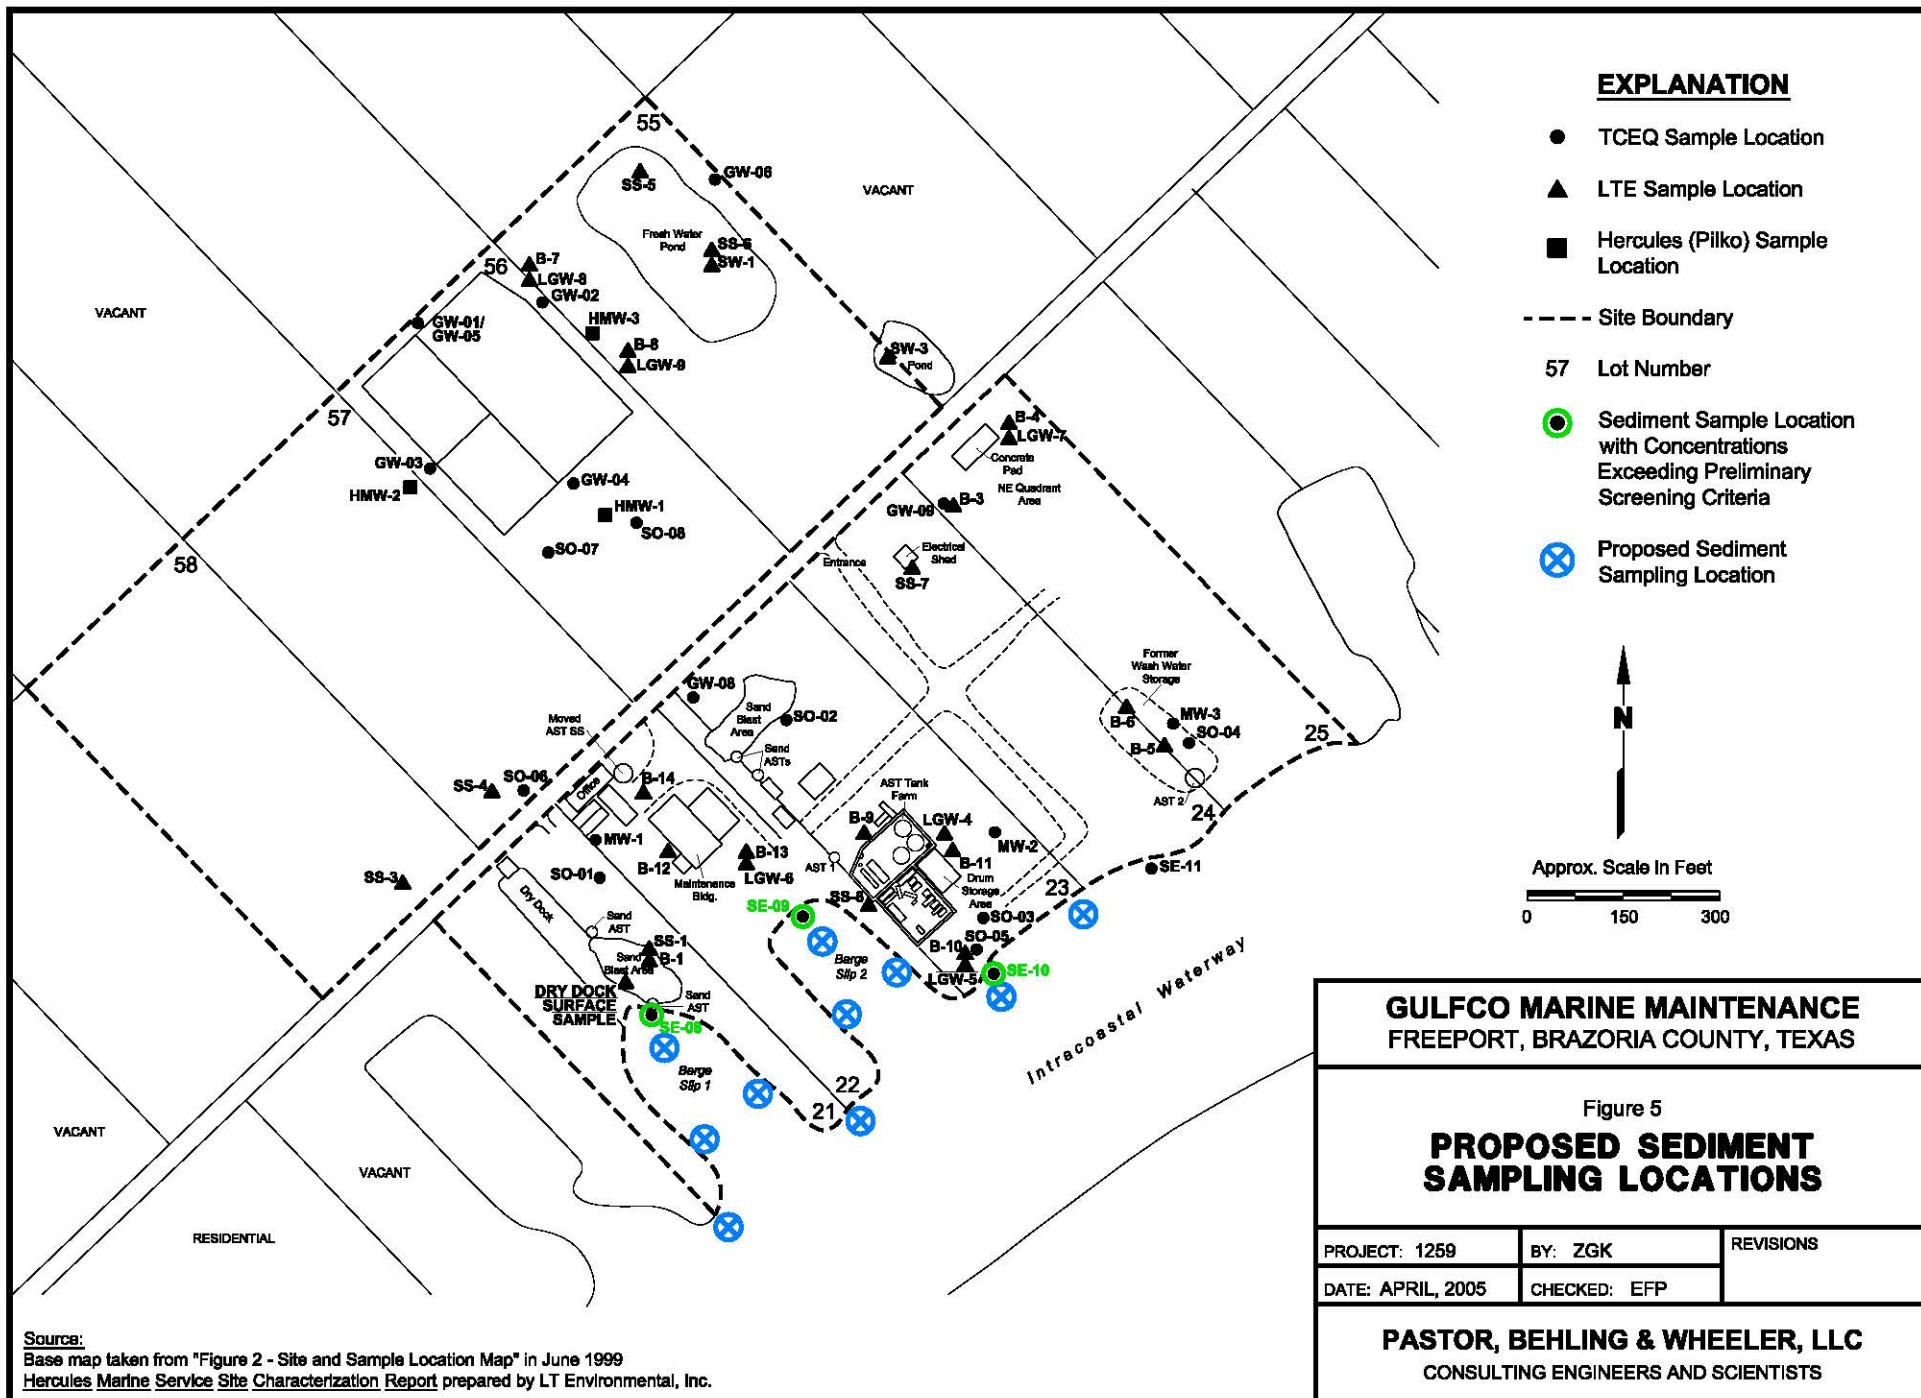 EXPLANATION
TCEQ Sample Location
LTE Sample Location
Hercules (Pilko) Sample
Location
Site Boundary
57 Lot Number
Sediment Sample Location
with Concentrations
Exceeding Preliminary
Screening Criteria
Proposed Sediment
Sampling Location
N
Approx. Scale In Feet
0 150 300
55
SS-5
GW-06
VACANT
Fresh Water
Pond
SS-6
SW-1
56
B-7
LGW-8
GW-02
VACANT
GW-01/
GW-05
HMW-3
B-8
LGW-9
SW-3
Pond
57
B-4
LGW-7
Concrete
Pad
NE Quadrant
Area
GW-03
HMW-2
GW-04
HMW-1
SO-08
SO-07
GW-09
B-3
58
Entrance
Electrical
Shed
SS-7
Former
Wash Water
Storage
B-6
MW-3
SO-04
B-5
25
AST 2
24
GW-08
Sand
Blast
Area
SO-02
Moved
AST SS
Sand
ASTs
SS-4
SO-06
Office
B-14
AST Tank
Farm
B-9
LGW-4
MW-2
MW-1
B-12
B-13
LGW-6
AST 1
B-11
SE-11
SS-3
SO-01
Maintenance
Bldg.
Drum
Storage
Area
23
Dry Dock
SE-09
SS-8
SO-03
Sand
AST
SS-1
B-1
Sand
Blast Area
B-10
SO-05
Barge
Slip 2
LGW-5
SE-10
DRY DOCK
SURFACE
SAMPLE
Sand
AST
SE-08
Intracoastal Waterway
Barge
Slip 1
22
21
VACANT
VACANT
RESIDENTIAL
GULFCO MARINE MAINTENANCE
FREEPORT, BRAZORIA COUNTY, TEXAS
Figure 5
PROPOSED SEDIMENT
SAMPLING LOCATIONS
PROJECT: 1259 BY: ZGK REVISIONS
DATE: APRIL, 2005 CHECKED: EFP
PASTOR, BEHLING & WHEELER, LLC
CONSULTING ENGINEERS AND SCIENTISTS
Source:
Base map taken from "Figure 2 - Site and Sample Location Map" in June 1999
Hercules Marine Service Site Characterization Report prepared by LT Environmental, Inc.